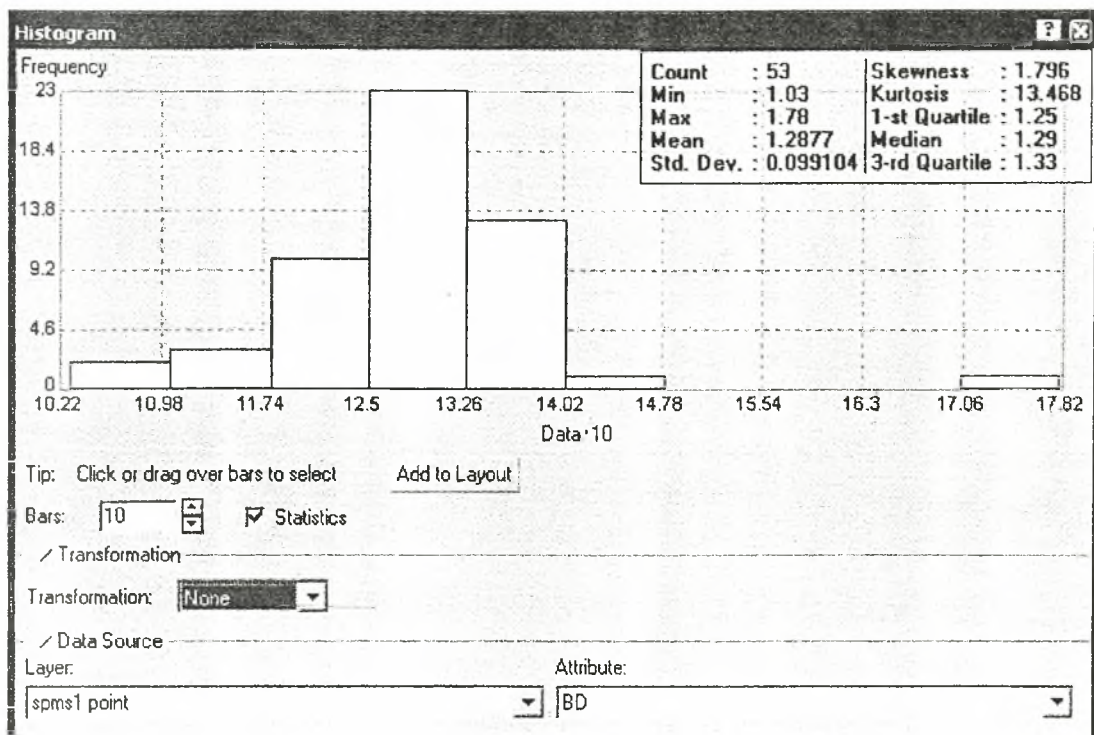 Histogram
Frequency
Count : 53 Skewness : 1.796
Min : 1.03 Kurtosis : 13.468
Max : 1.78 1-st Quartile : 1.25
Mean : 1.2877 Median : 1.29
Std. Dev. : 0.099104 3-rd Quartile : 1.33
23
18.4
13.8
9.2
4.6
0
10.22 10.98 11.74 12.5 13.26 14.02 14.78 15.54 16.3 17.06 17.82
Data·10
Tip: Click or drag over bars to select Add to Layout
Bars: 10 Statistics
Transformation
Transformation: None
Data Source
Layer: Attribute:
spms1 point BD